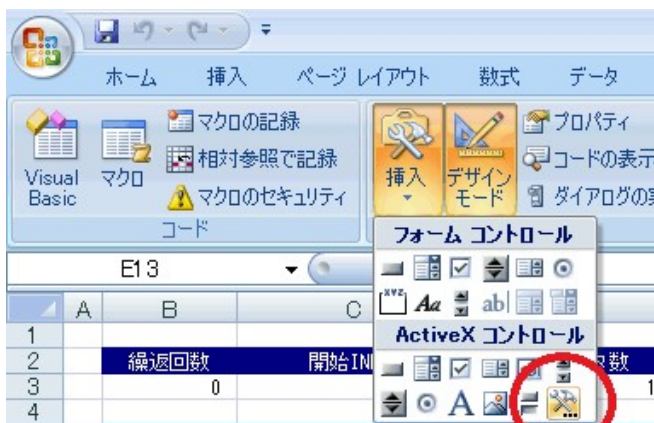 ホーム 挿入 ページ レイアウト 数式 データ
Visual Basic
マクロ
マクロの記録
相対参照で記録
マクロのセキュリティ
コード
挿入
デザイン モード
プロパティ
コードの表示
ダイアログの
フォーム コントロール
XYZ Aa ab
ActiveX コントロール
A
E13
A B C
1
2 繰返回数 開始IN 数
3 0 1
4